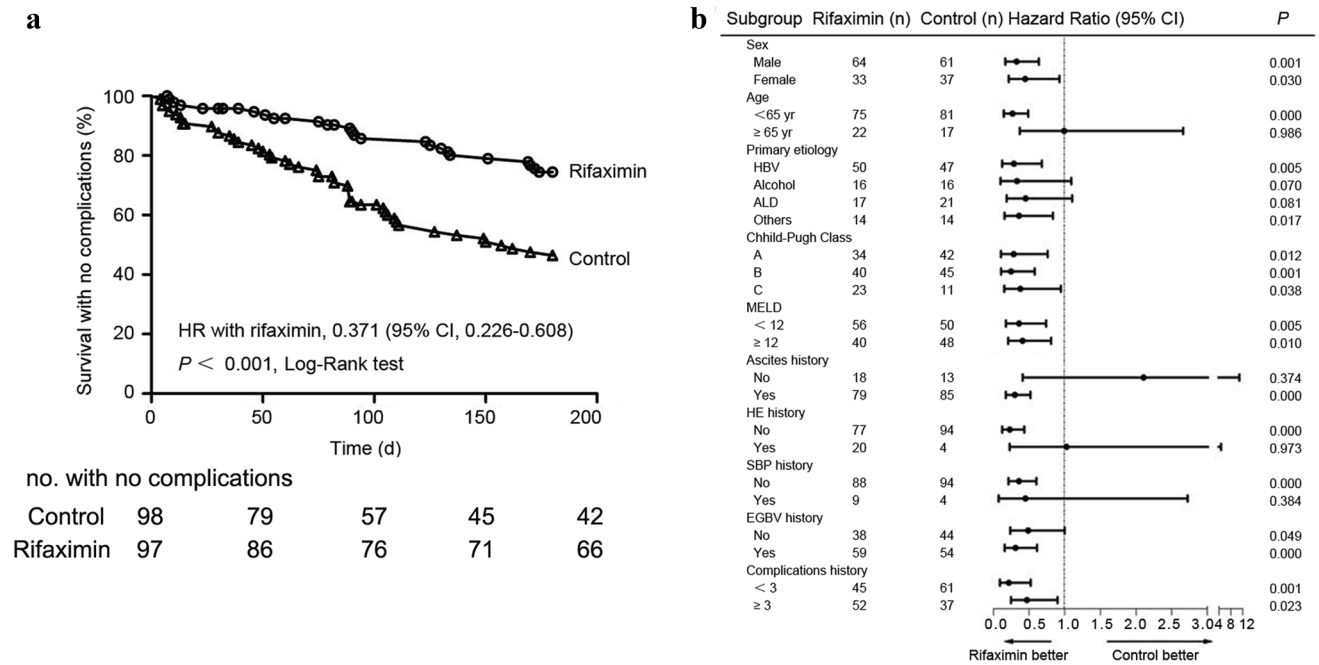 a
Survival with no complications (%)
100
80
60
40
20
0
0
50
100
150
200
Time (d)
Rifaximin
Control
HR with rifaximin, 0.371 (95% CI, 0.226-0.608)
P < 0.001, Log-Rank test
no. with no complications
Control 98 79 57 45 42
Rifaximin 97 86 76 71 66
b
Subgroup Rifaximin (n) Control (n) Hazard Ratio (95% CI) P
Sex
Male 64 61 0.001
Female 33 37 0.030
Age
<65 yr 75 81 0.000
≥ 65 yr 22 17 0.986
Primary etiology
HBV 50 47 0.005
Alcohol 16 16 0.070
ALD 17 21 0.081
Others 14 14 0.017
Chhild-Pugh Class
A 34 42 0.012
B 40 45 0.001
C 23 11 0.038
MELD
< 12 56 50 0.005
≥ 12 40 48 0.010
Ascites history
No 18 13 0.374
Yes 79 85 0.000
HE history
No 77 94 0.000
Yes 20 4 0.973
SBP history
No 88 94 0.000
Yes 9 4 0.384
EGBV history
No 38 44 0.049
Yes 59 54 0.000
Complications history
< 3 45 61 0.001
≥ 3 52 37 0.023
0.0 0.5 1.0 1.5 2.0 2.5 3.0 4 8 12
Rifaximin better Control better